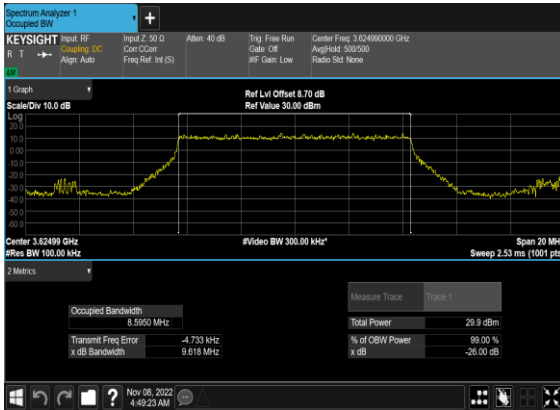 Spectrum Analyzer 1
Occupied BW
+
KEYSIGHT Input: RF Input Z: 50 Ω Atten: 40 dB Trig: Free Run Center Freq: 3.624990000 GHz
R T Coupling: DC Corr CCorr Gate: Off Avg|Hold: 500/500
Align: Auto Freq Ref: Int (S) #IF Gain: Low Radio Std: None
LXI
1 Graph
Ref Lvl Offset 8.70 dB
Scale/Div 10.0 dB Ref Value 30.00 dBm
Log
20.0
10.0
0.00
-10.0
-20.0
-30.0
-40.0
-50.0
-60.0
Center 3.62499 GHz #Video BW 300.00 kHz* Span 20 MH
#Res BW 100.00 kHz Sweep 2.53 ms (1001 pts
2 Metrics
Measure Trace Trace 1
Occupied Bandwidth
8.5950 MHz Total Power 29.9 dBm
Transmit Freq Error -4.733 kHz % of OBW Power 99.00 %
x dB Bandwidth 9.618 MHz x dB -26.00 dB
? Nov 08, 2022
4:49:23 AM